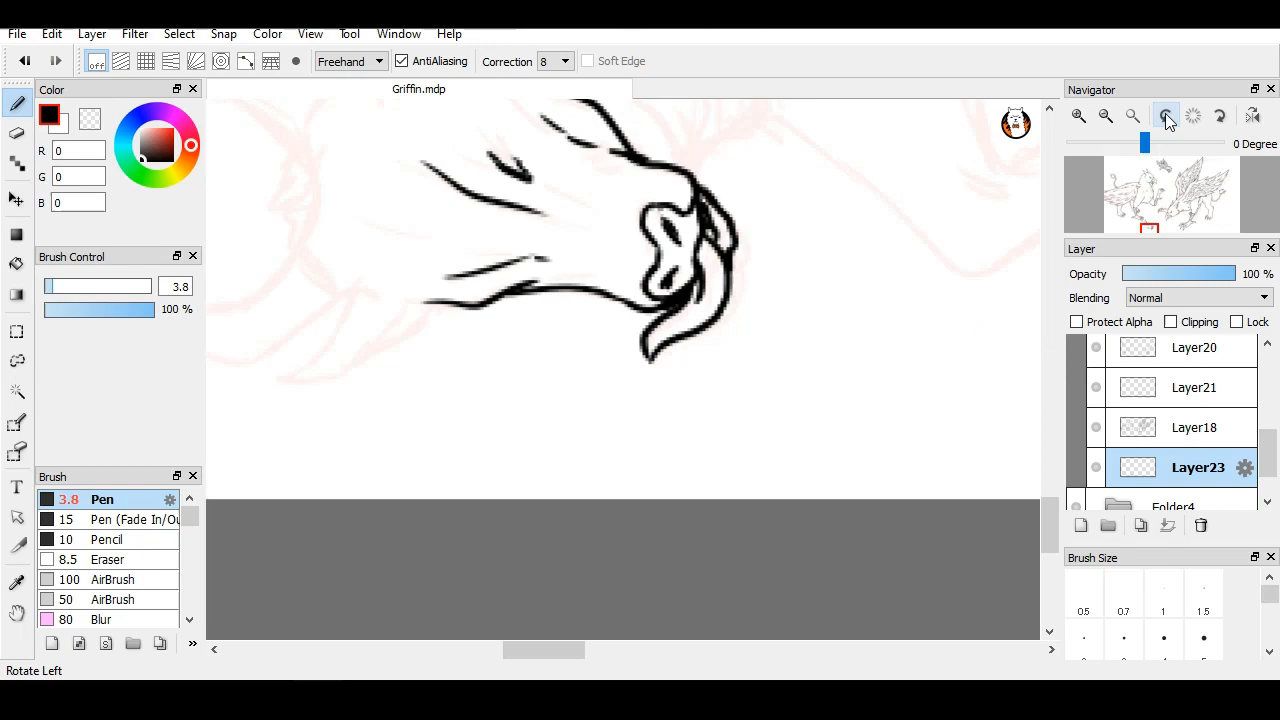 File Edit Layer Filter Select Snap Color View Tool Window Help
off Freehand AntiAliasing Correction 8 Soft Edge
Color
R 0
G 0
B 0
Brush Control
3.8
100 %
Brush
3.8 Pen
15 Pen (Fade In/Ou
10 Pencil
8.5 Eraser
100 AirBrush
50 AirBrush
80 Blur
»
Rotate Left
Griffin.mdp
Navigator
0 Degree
Layer
Opacity 100 %
Blending Normal
Protect Alpha Clipping Lock
Layer20
Layer21
Layer18
Layer23
Folder4
Brush Size
0.5 0.7 1 1.5